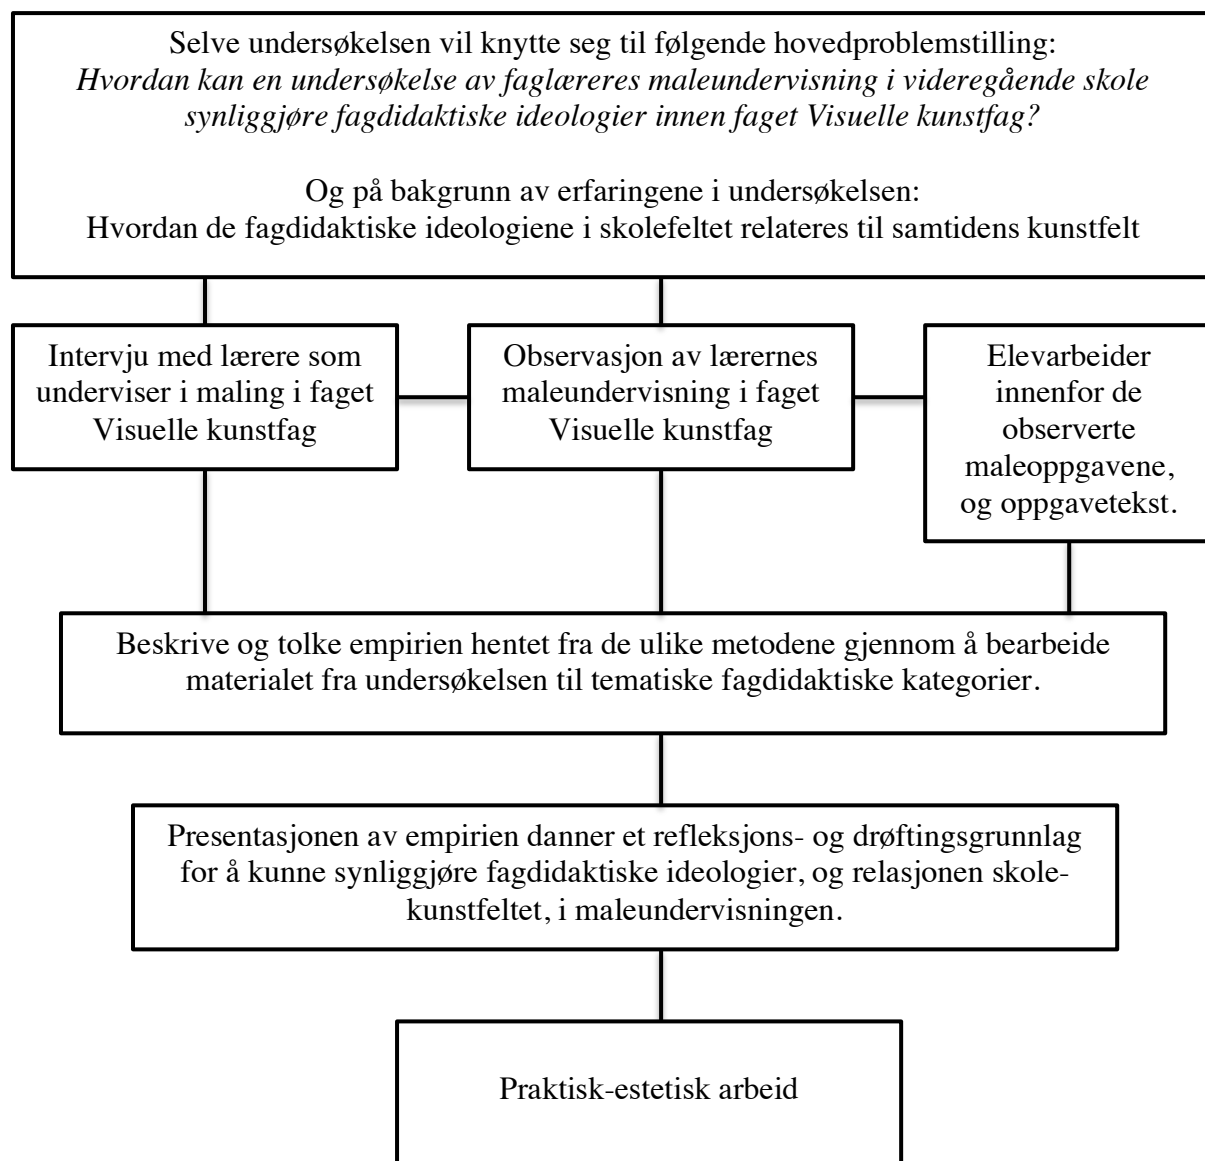 Selve undersøkelsen vil knytte seg til følgende hovedproblemstilling:
Hvordan kan en undersøkelse av faglæreres maleundervisning i videregående skole
synliggjøre fagdidaktiske ideologier innen faget Visuelle kunstfag?
Og på bakgrunn av erfaringene i undersøkelsen:
Hvordan de fagdidaktiske ideologiene i skolefeltet relateres til samtidens kunstfelt
Intervju med lærere som
underviser i maling i faget
Visuelle kunstfag
Observasjon av lærernes
maleundervisning i faget
Visuelle kunstfag
Elevarbeider
innenfor de
observerte
maleoppgavene,
og oppgavetekst.
Beskrive og tolke empirien hentet fra de ulike metodene gjennom å bearbeide
materialet fra undersøkelsen til tematiske fagdidaktiske kategorier.
Presentasjonen av empirien danner et refleksjons- og drøftingsgrunnlag
for å kunne synliggjøre fagdidaktiske ideologier, og relasjonen skole-
kunstfeltet, i maleundervisningen.
Praktisk-estetisk arbeid